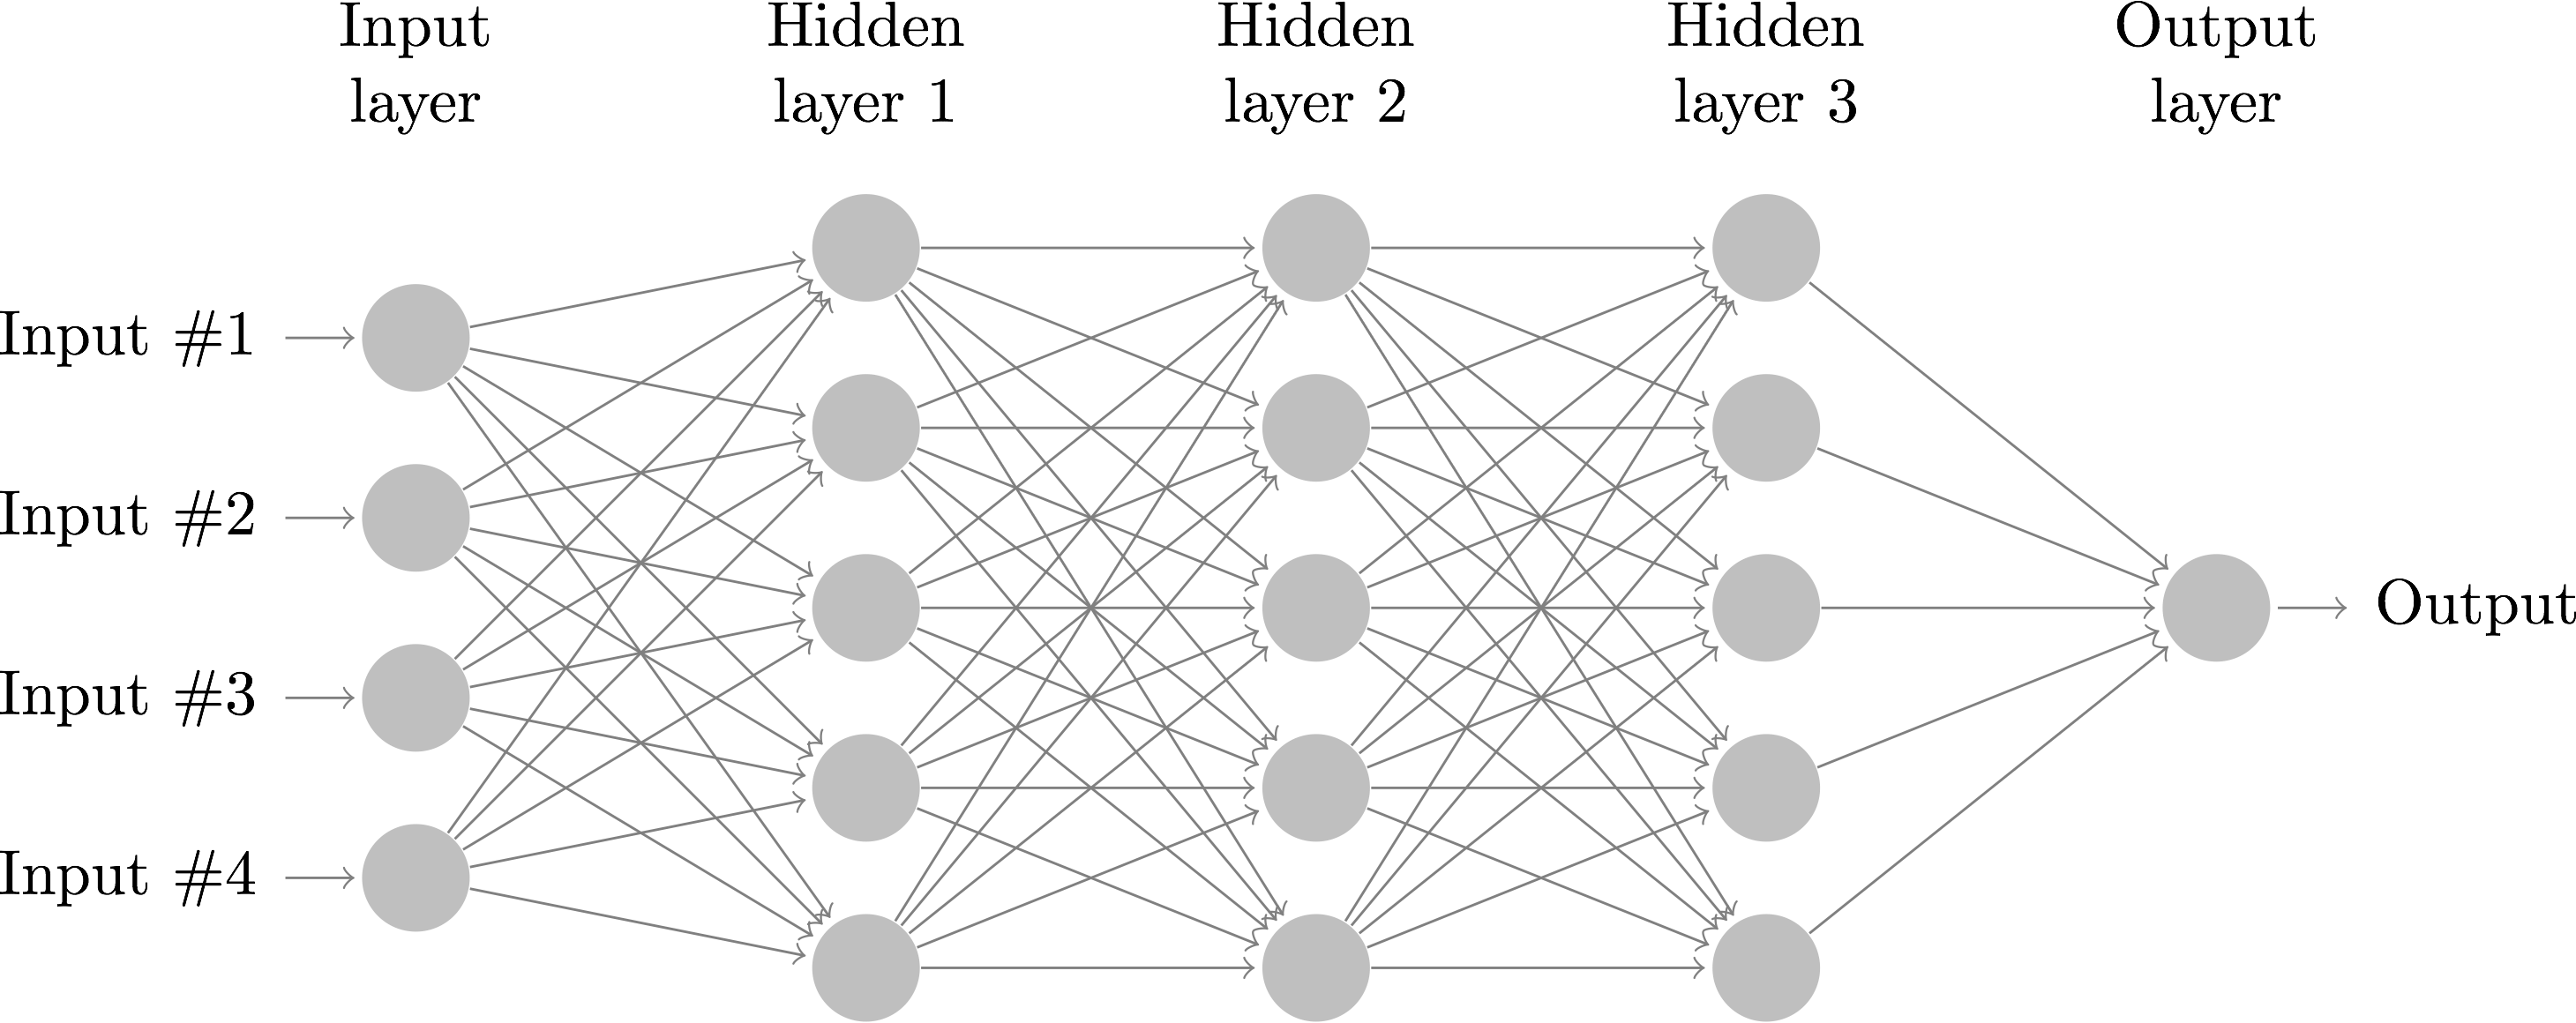 Input
layer
Hidden
layer 1
Hidden
layer 2
Hidden
layer 3
Output
layer
Input #1
Input #2
Input #3
Input #4
Output